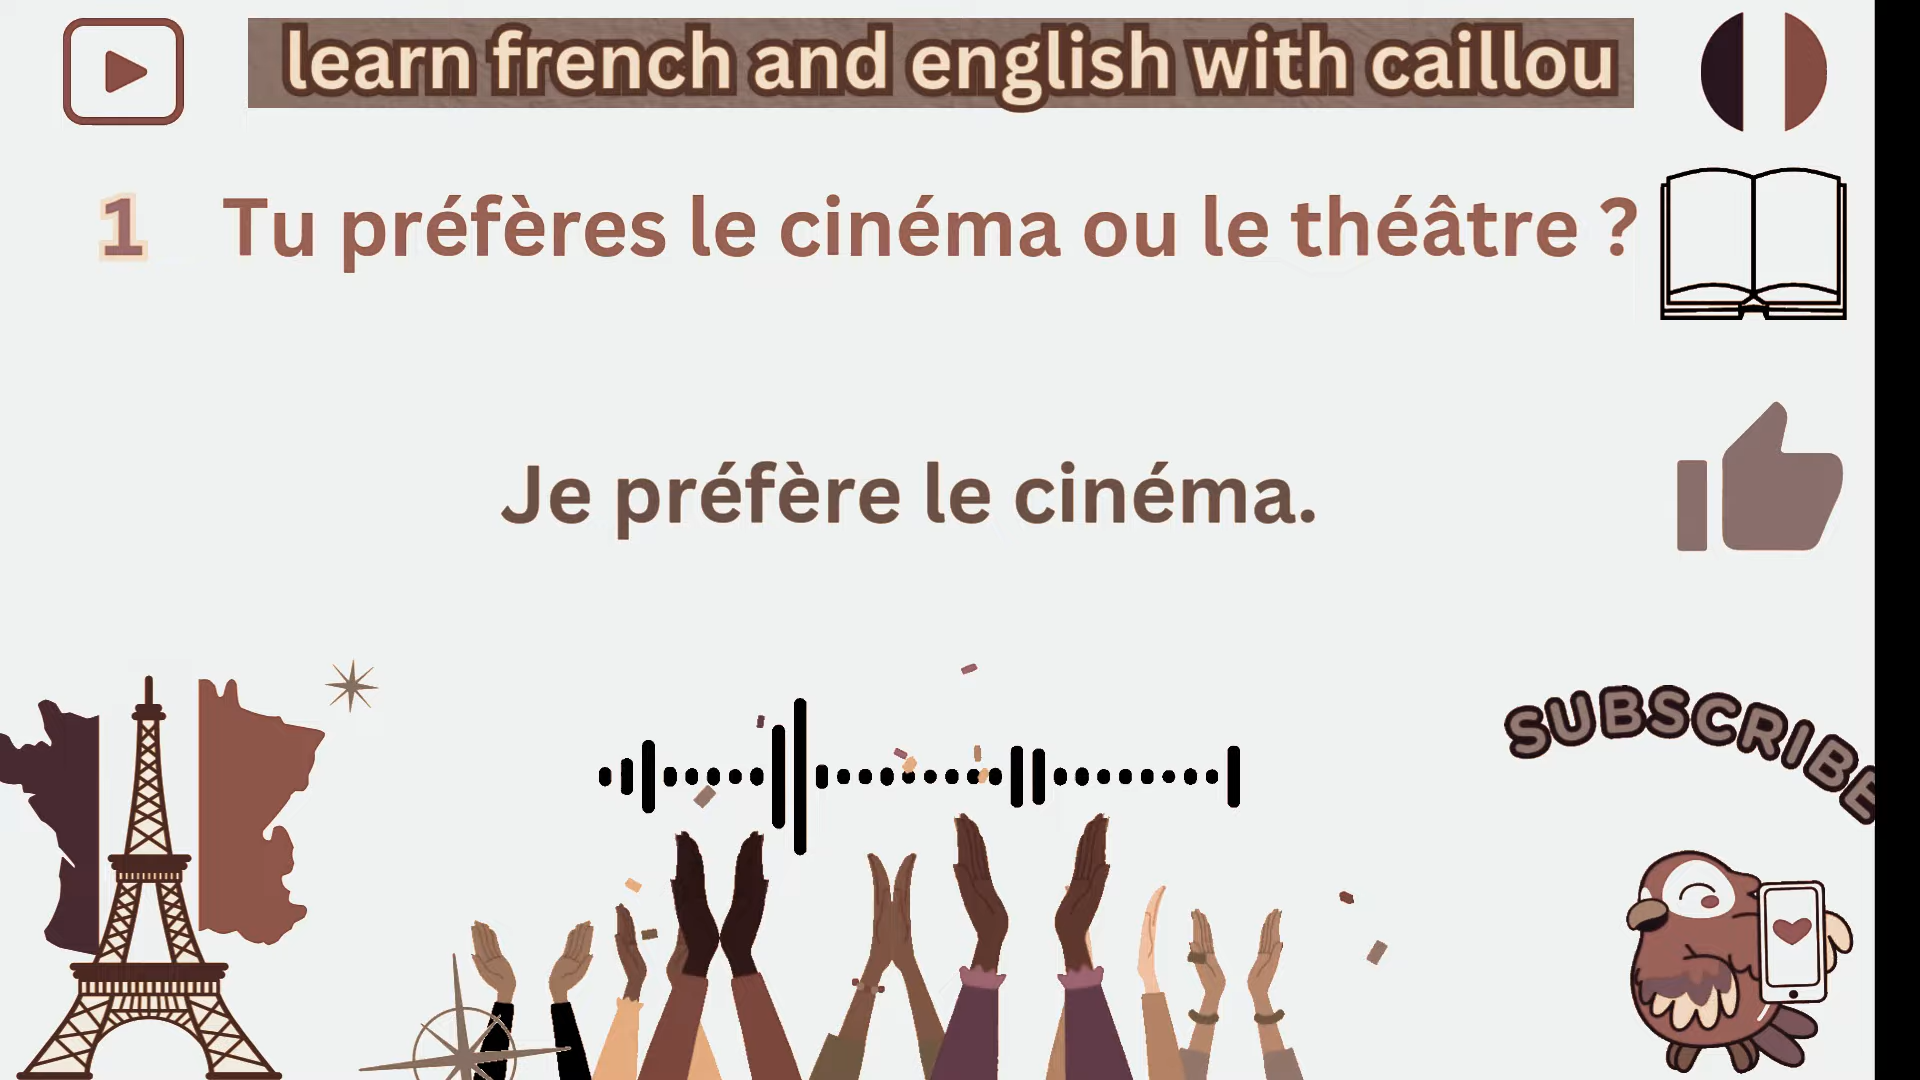 learn french and english with caillou
1 Tu préfères le cinéma ou le théâtre ?
Je préfère le cinéma.
SUBSCRIBE